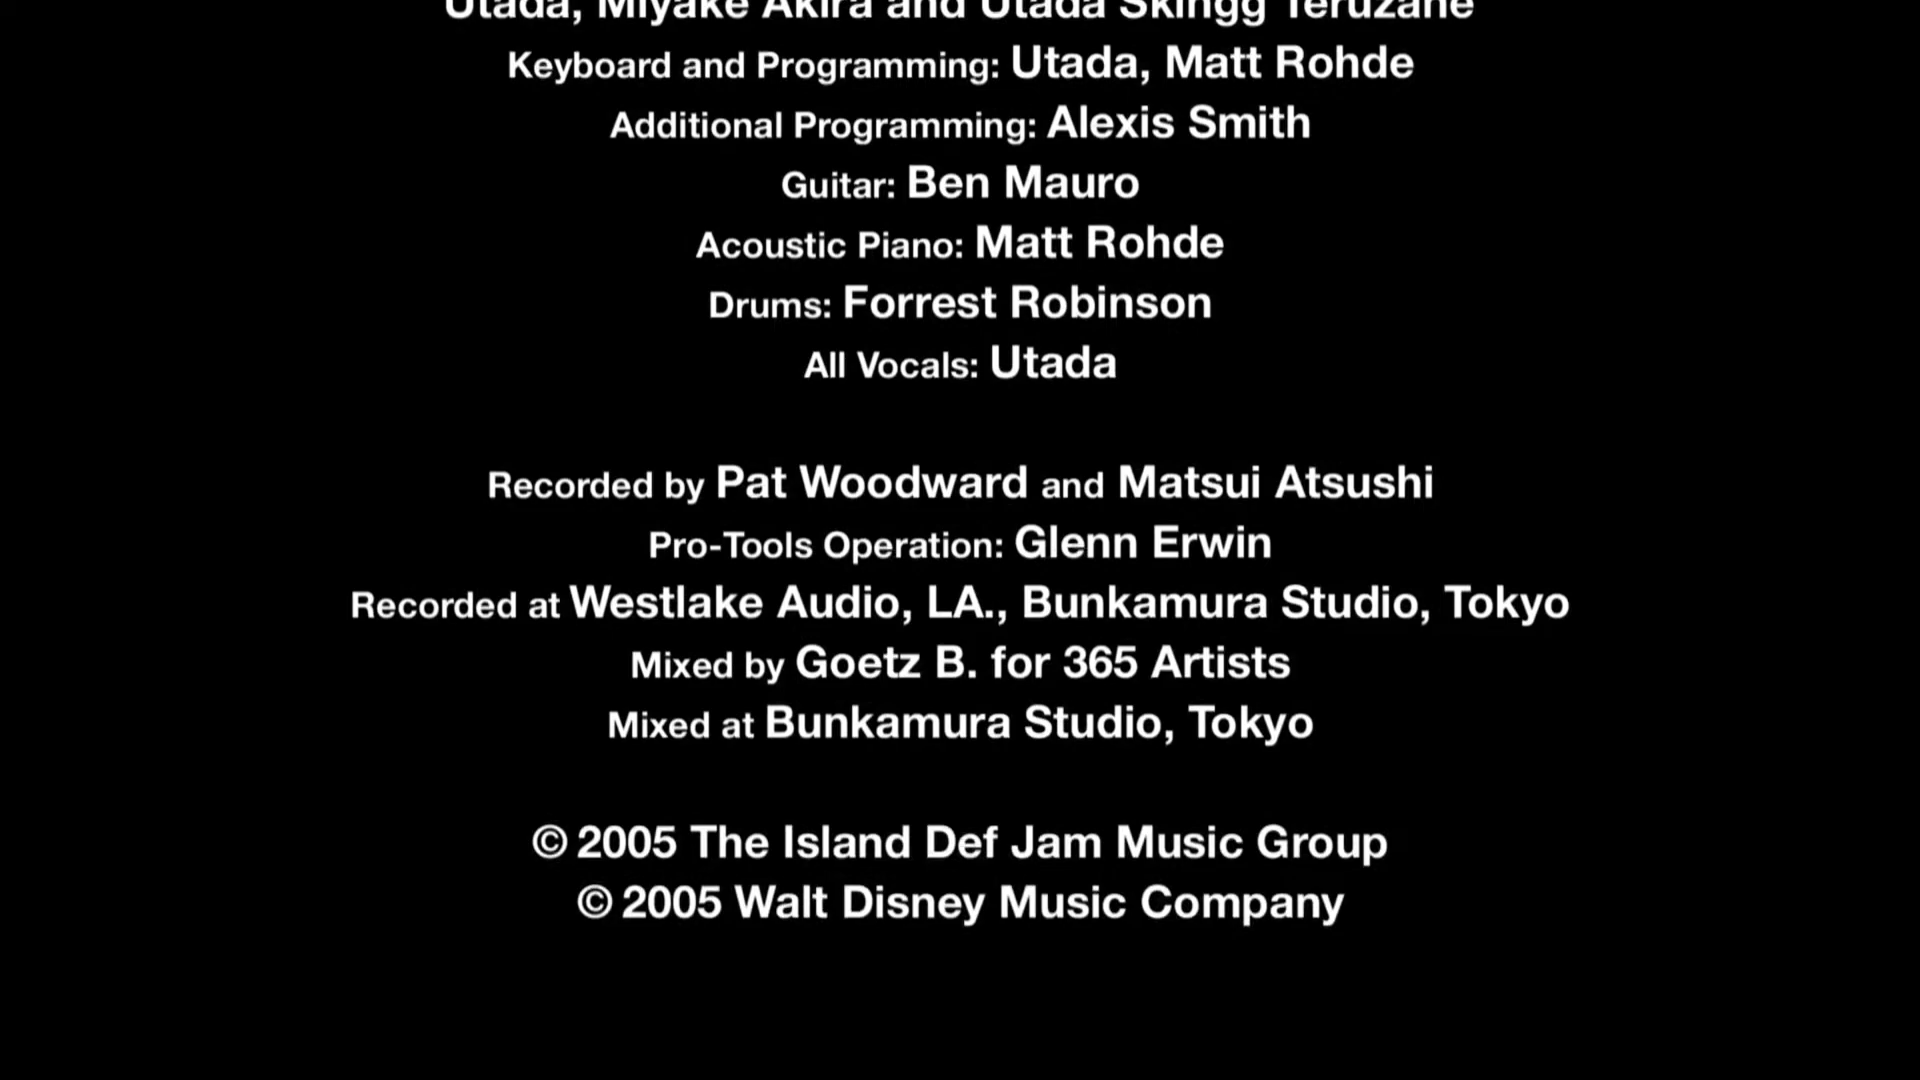 Utada, Miyake Akira and Utada Skingg Teruzane
Keyboard and Programming: Utada, Matt Rohde
Additional Programming: Alexis Smith
Guitar: Ben Mauro
Acoustic Piano: Matt Rohde
Drums: Forrest Robinson
All Vocals: Utada
Recorded by Pat Woodward and Matsui Atsushi
Pro-Tools Operation: Glenn Erwin
Recorded at Westlake Audio, LA., Bunkamura Studio, Tokyo
Mixed by Goetz B. for 365 Artists
Mixed at Bunkamura Studio, Tokyo
© 2005 The Island Def Jam Music Group
© 2005 Walt Disney Music Company